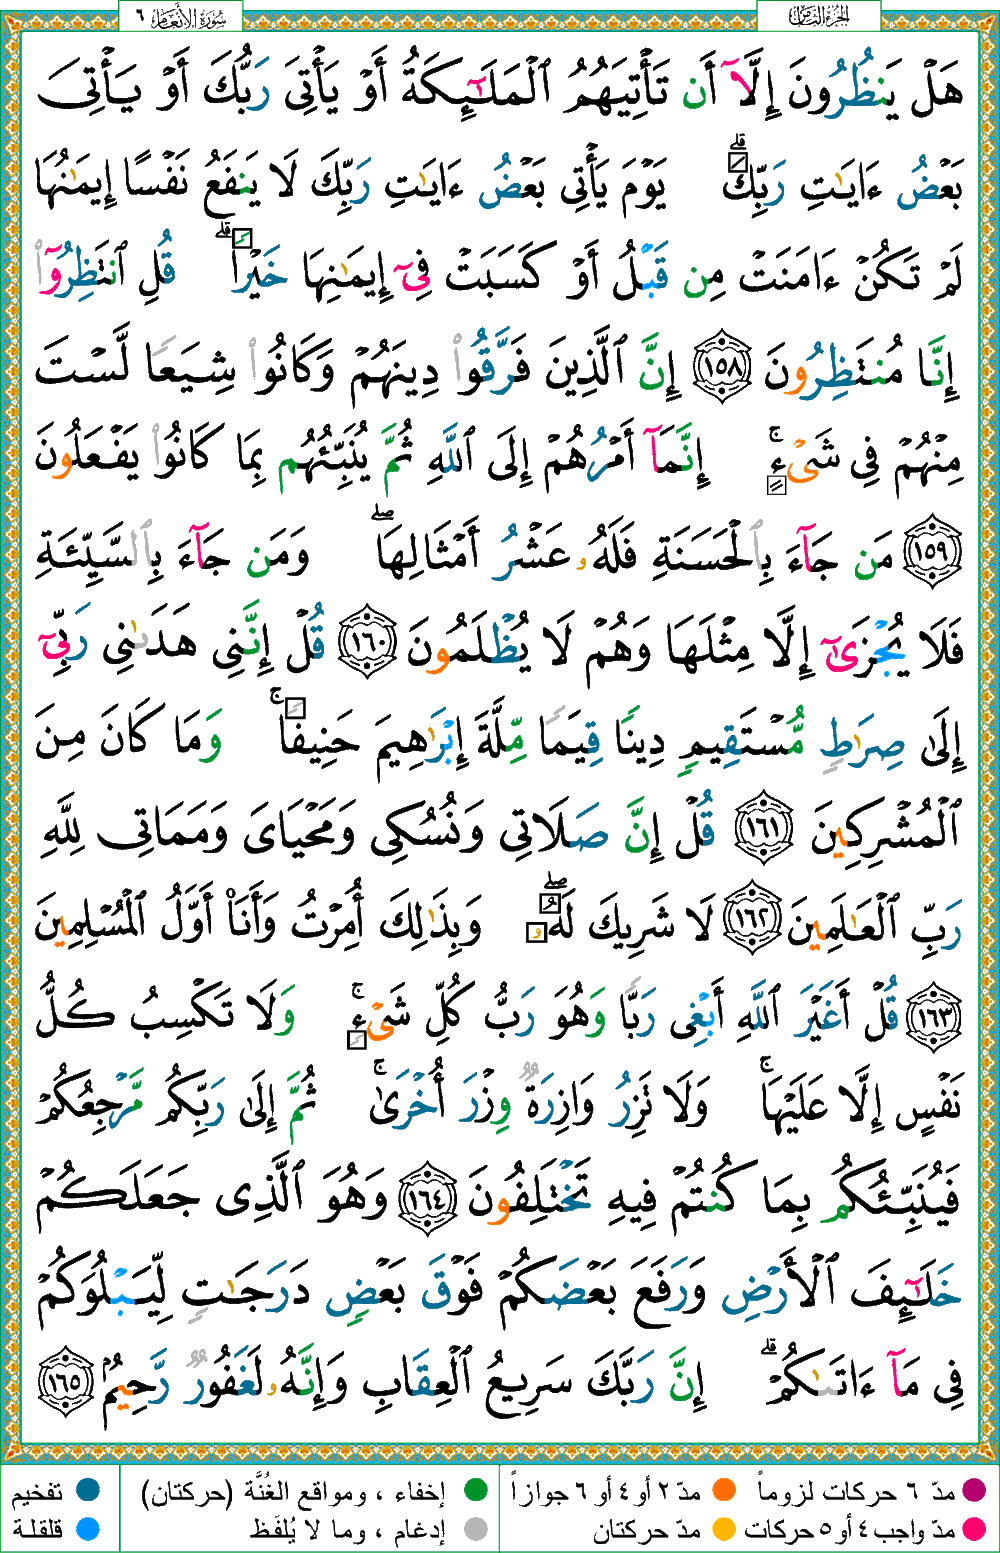 الجزء الثامن
سورة الأنعام ٦
هَلْ يَنظُرُونَ إِلَّآ أَن تَأْتِيَهُمُ ٱلْمَلَـٰٓئِكَةُ أَوْ يَأْتِىَ رَبُّكَ أَوْ يَأْتِىَ
بَعْضُ ءَايَـٰتِ رَبِّكَ ۗ يَوْمَ يَأْتِى بَعْضُ ءَايَـٰتِ رَبِّكَ لَا يَنفَعُ نَفْسًا إِيمَـٰنُهَا
لَمْ تَكُنْ ءَامَنَتْ مِن قَبْلُ أَوْ كَسَبَتْ فِىٓ إِيمَـٰنِهَا خَيْرًا ۗ قُلِ ٱنتَظِرُوٓا۟
إِنَّا مُنتَظِرُونَ ١٥٨ إِنَّ ٱلَّذِينَ فَرَّقُوا۟ دِينَهُمْ وَكَانُوا۟ شِيَعًا لَّسْتَ
مِنْهُمْ فِى شَىْءٍ ۚ إِنَّمَآ أَمْرُهُمْ إِلَى ٱللَّهِ ثُمَّ يُنَبِّئُهُم بِمَا كَانُوا۟ يَفْعَلُونَ
١٥٩ مَن جَآءَ بِٱلْحَسَنَةِ فَلَهُۥ عَشْرُ أَمْثَالِهَا ۖ وَمَن جَآءَ بِٱلسَّيِّئَةِ
فَلَا يُجْزَىٰٓ إِلَّا مِثْلَهَا وَهُمْ لَا يُظْلَمُونَ ١٦٠ قُلْ إِنَّنِى هَدَىٰنِى رَبِّىٓ
إِلَىٰ صِرَٰطٍ مُّسْتَقِيمٍ دِينًا قِيَمًا مِّلَّةَ إِبْرَٰهِيمَ حَنِيفًا ۚ وَمَا كَانَ مِنَ
ٱلْمُشْرِكِينَ ١٦١ قُلْ إِنَّ صَلَاتِى وَنُسُكِى وَمَحْيَاىَ وَمَمَاتِى لِلَّهِ
رَبِّ ٱلْعَـٰلَمِينَ ١٦٢ لَا شَرِيكَ لَهُۥ ۖ وَبِذَٰلِكَ أُمِرْتُ وَأَنَا۠ أَوَّلُ ٱلْمُسْلِمِينَ
١٦٣ قُلْ أَغَيْرَ ٱللَّهِ أَبْغِى رَبًّا وَهُوَ رَبُّ كُلِّ شَىْءٍ ۚ وَلَا تَكْسِبُ كُلُّ
نَفْسٍ إِلَّا عَلَيْهَا ۚ وَلَا تَزِرُ وَازِرَةٌ وِزْرَ أُخْرَىٰ ۚ ثُمَّ إِلَىٰ رَبِّكُم مَّرْجِعُكُمْ
فَيُنَبِّئُكُم بِمَا كُنتُمْ فِيهِ تَخْتَلِفُونَ ١٦٤ وَهُوَ ٱلَّذِى جَعَلَكُمْ
خَلَـٰٓئِفَ ٱلْأَرْضِ وَرَفَعَ بَعْضَكُمْ فَوْقَ بَعْضٍ دَرَجَـٰتٍ لِّيَبْلُوَكُمْ
فِى مَآ ءَاتَىٰكُمْ ۗ إِنَّ رَبَّكَ سَرِيعُ ٱلْعِقَابِ وَإِنَّهُۥ لَغَفُورٌ رَّحِيمٌۢ ١٦٥
مدّ ٦ حركات لزوماً
مدّ ٢ أو ٤ أو ٦ جوازاً
إخفاء ، ومواقع الغُنَّة (حركتان)
تفخيم
مدّ واجب ٤ أو ٥ حركات
مدّ حركتان
إدغام ، وما لا يُلفَظ
قلقلة